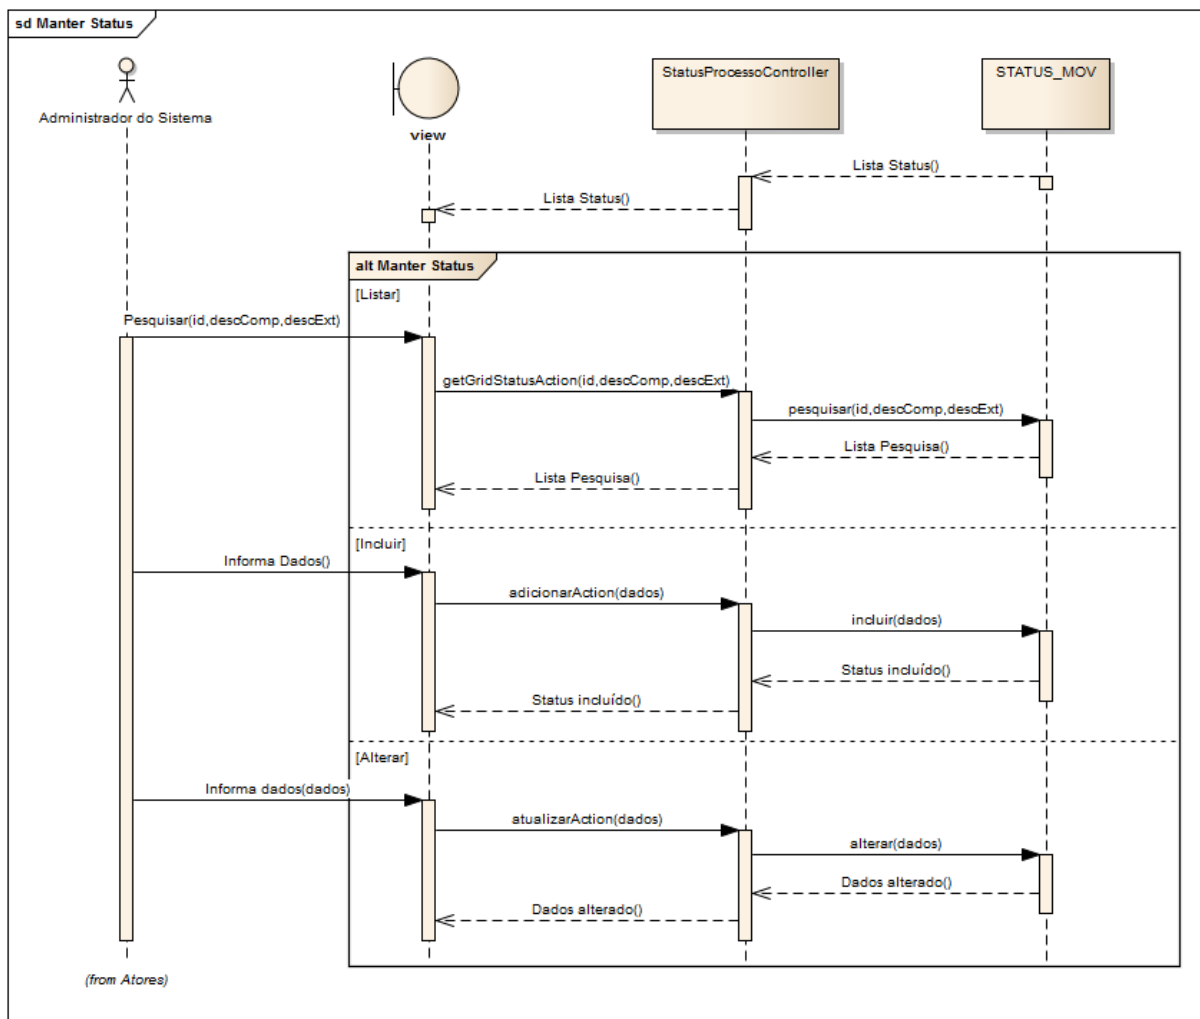 sd Manter Status
Administrador do Sistema
view
StatusProcessoController
STATUS_MOV
Lista Status()
Lista Status()
alt Manter Status
[Listar]
Pesquisar(id,descComp,descExt)
getGridStatusAction(id,descComp,descExt)
pesquisar(id,descComp,descExt)
Lista Pesquisa()
Lista Pesquisa()
[Incluir]
Informa Dados()
adicionarAction(dados)
incluir(dados)
Status incluído()
Status incluído()
[Alterar]
Informa dados(dados)
atualizarAction(dados)
alterar(dados)
Dados alterado()
Dados alterado()
(from Atores)